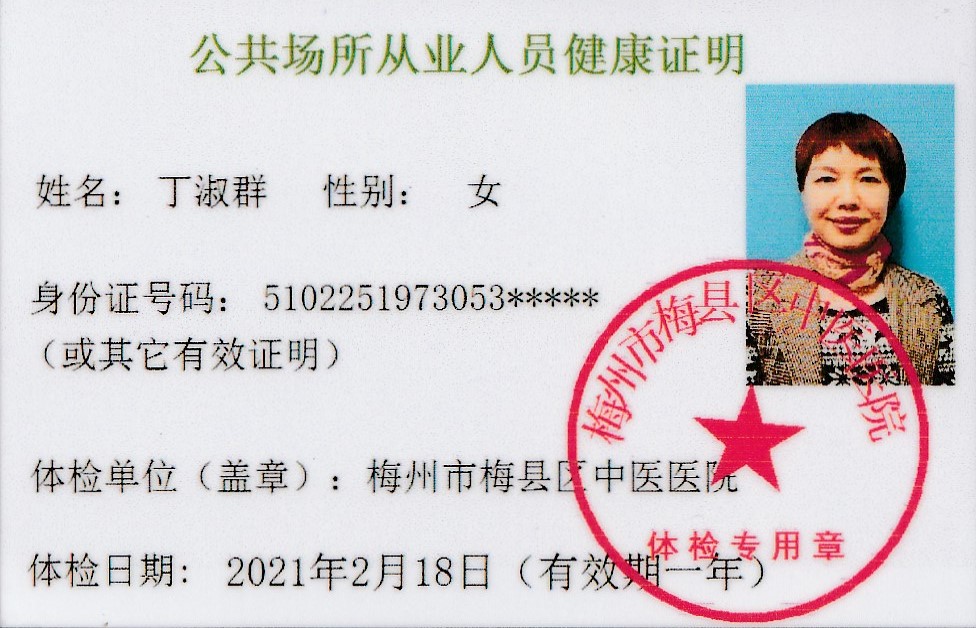 公共场所从业人员健康证明
姓名：丁淑群 性别：女
身份证号码：5102251973053*****
（或其它有效证明）
体检单位（盖章）：梅州市梅县区中医医院
体检日期：2021年2月18日（有效期一年）
梅州市梅县区中医医院
体检专用章